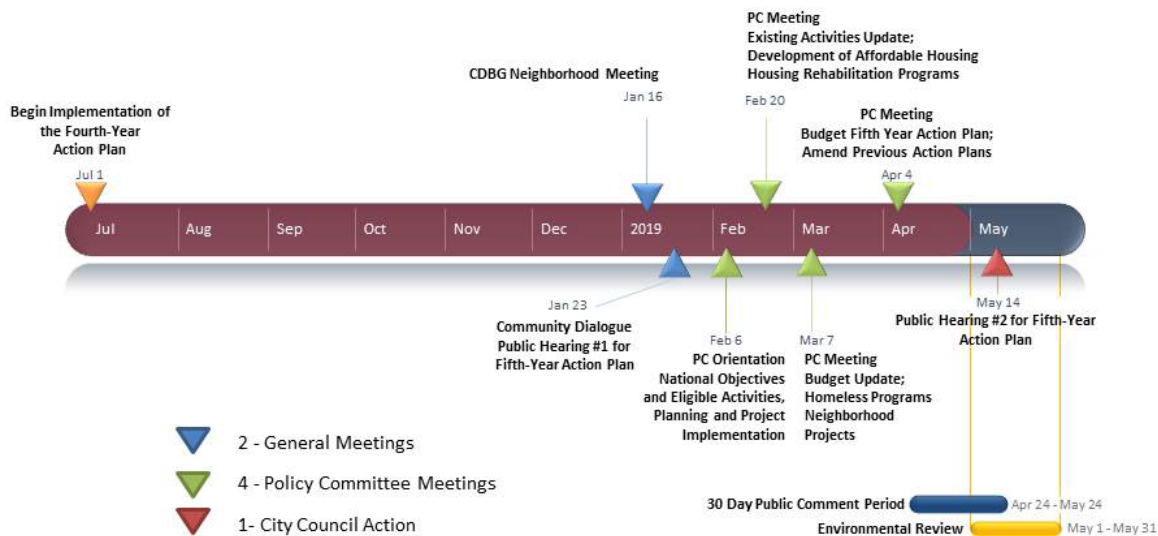 PC Meeting
Existing Activities Update;
Development of Affordable Housing
Housing Rehabilitation Programs
Feb 20
CDBG Neighborhood Meeting
Jan 16
Begin Implementation of
the Fourth-Year
Action Plan
Jul 1
PC Meeting
Budget Fifth Year Action Plan;
Amend Previous Action Plans
Apr 4
Jul
Aug
Sep
Oct
Nov
Dec
2019
Feb
Mar
Apr
May
Jan 23
Community Dialogue
Public Hearing #1 for
Fifth-Year Action Plan
Feb 6
PC Orientation
National Objectives
and Eligible Activities,
Planning and Project
Implementation
Mar 7
PC Meeting
Budget Update;
Homeless Programs
Neighborhood
Projects
May 14
Public Hearing #2 for Fifth-Year
Action Plan
2 - General Meetings
4 - Policy Committee Meetings
1- City Council Action
30 Day Public Comment Period
Apr 24 - May 24
Environmental Review
May 1 - May 31